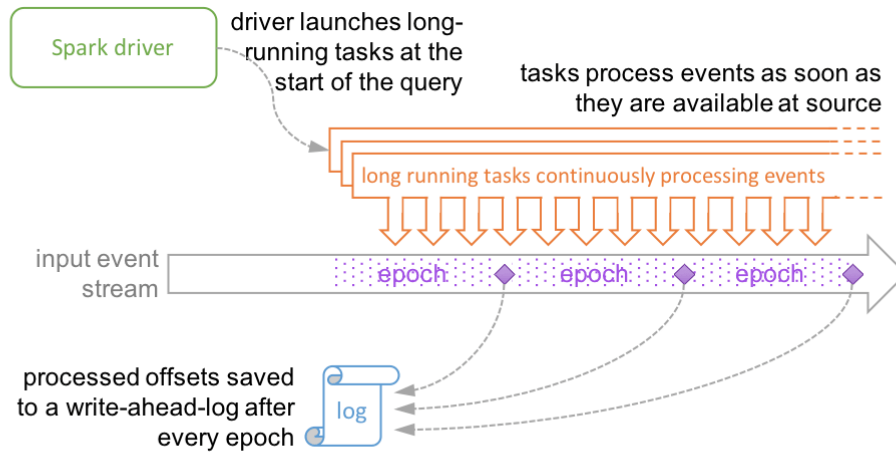 Spark driver
driver launches long-
running tasks at the
start of the query
tasks process events as soon as
they are available at source
long running tasks continuously processing events
input event
stream
epoch epoch epoch
processed offsets saved
to a write-ahead-log after
every epoch
log